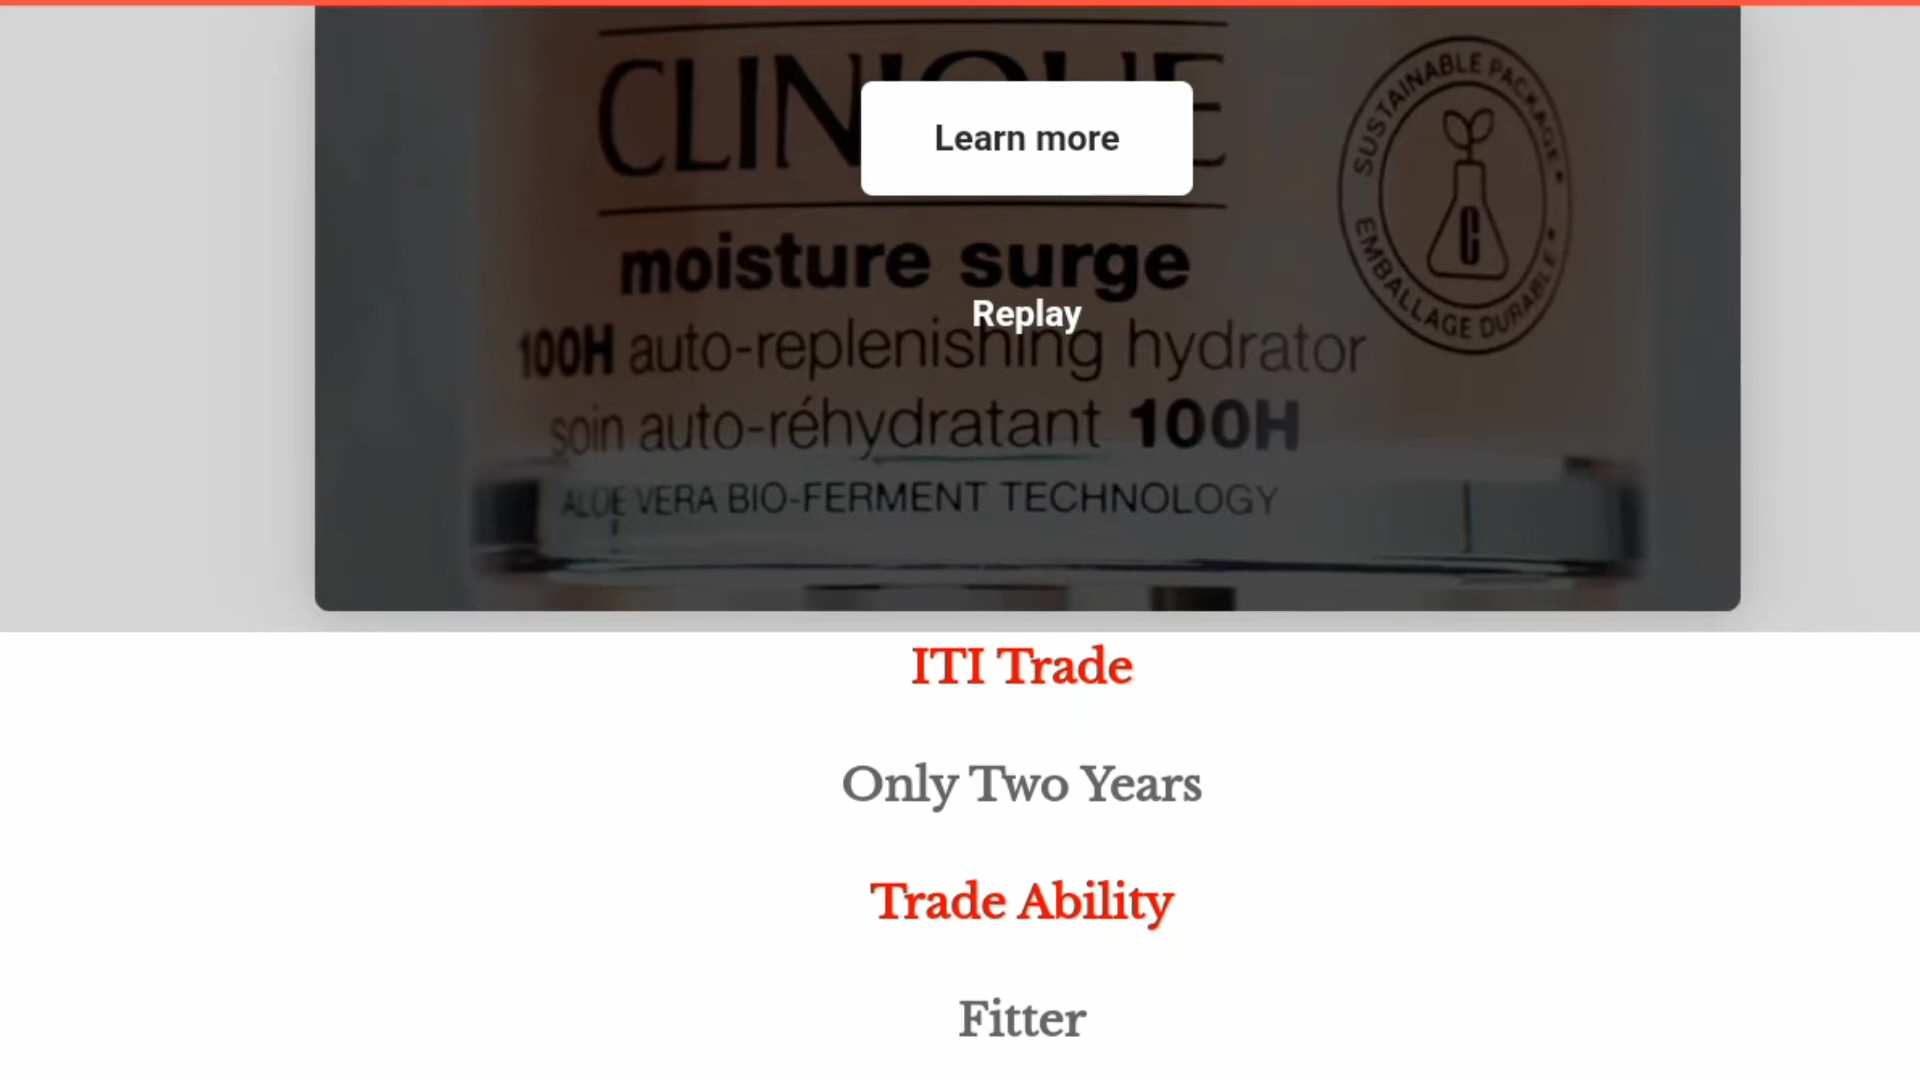 CLINIQUE
Learn more
SUSTAINABLE PACKAGE
EMBALLAGE DURABLE
moisture surge
Replay
100H auto-replenishing hydrator
soin auto-réhydratant 100H
ALOE VERA BIO-FERMENT TECHNOLOGY
ITI Trade
Only Two Years
Trade Ability
Fitter